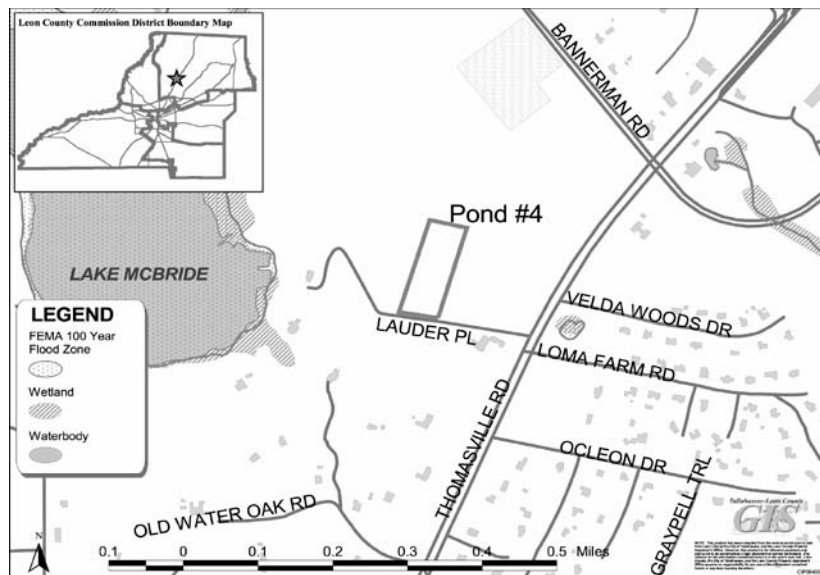 Leon County Commission District Boundary Map
BANNERMAN RD
Pond #4
LAKE MCBRIDE
LEGEND
FEMA 100 Year
Flood Zone
Wetland
Waterbody
VELDA WOODS DR
LAUDER PL
LOMA FARM RD
THOMASVILLE RD
OCLEON DR
GRAYPELL TRL
OLD WATER OAK RD
Tallahassee-Leon County
GIS
N
0.1 0 0.1 0.2 0.3 0.4 0.5 Miles